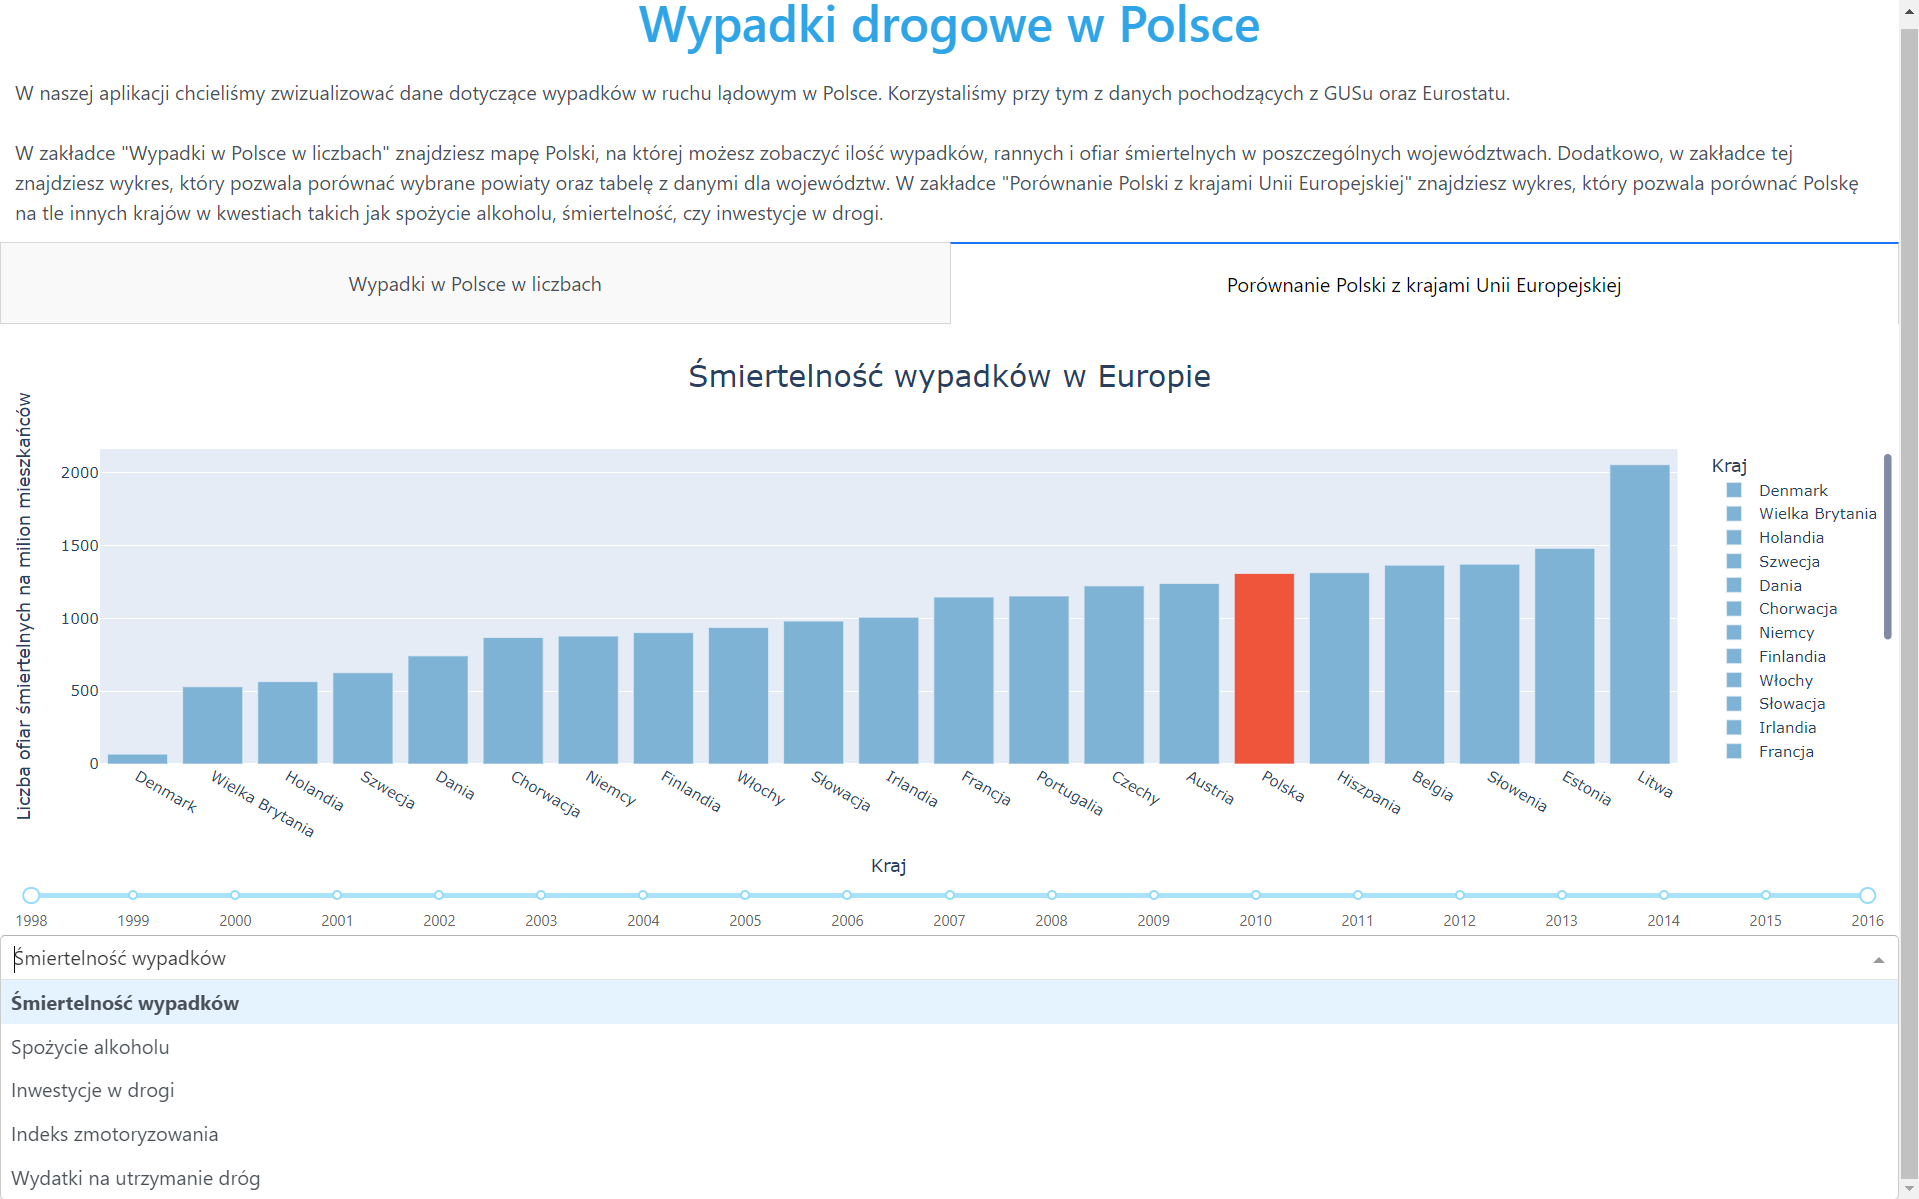 Wypadki drogowe w Polsce
W naszej aplikacji chcieliśmy zwizualizować dane dotyczące wypadków w ruchu lądowym w Polsce. Korzystaliśmy przy tym z danych pochodzących z GUSu oraz Eurostatu.
W zakładce "Wypadki w Polsce w liczbach" znajdziesz mapę Polski, na której możesz zobaczyć ilość wypadków, rannych i ofiar śmiertelnych w poszczególnych województwach. Dodatkowo, w zakładce tej
znajdziesz wykres, który pozwala porównać wybrane powiaty oraz tabelę z danymi dla województw. W zakładce "Porównanie Polski z krajami Unii Europejskiej" znajdziesz wykres, który pozwala porównać Polskę
na tle innych krajów w kwestiach takich jak spożycie alkoholu, śmiertelność, czy inwestycje w drogi.
Wypadki w Polsce w liczbach
Porównanie Polski z krajami Unii Europejskiej
Śmiertelność wypadków w Europie
Liczba ofiar śmiertelnych na milion mieszkańców
2000
1500
1000
500
0
Denmark
Wielka Brytania
Holandia
Szwecja
Dania
Chorwacja
Niemcy
Finlandia
Włochy
Słowacja
Irlandia
Francja
Portugalia
Czechy
Austria
Polska
Hiszpania
Belgia
Słowenia
Estonia
Litwa
Kraj
Kraj
Denmark
Wielka Brytania
Holandia
Szwecja
Dania
Chorwacja
Niemcy
Finlandia
Włochy
Słowacja
Irlandia
Francja
1998 1999 2000 2001 2002 2003 2004 2005 2006 2007 2008 2009 2010 2011 2012 2013 2014 2015 2016
Śmiertelność wypadków
Śmiertelność wypadków
Spożycie alkoholu
Inwestycje w drogi
Indeks zmotoryzowania
Wydatki na utrzymanie dróg